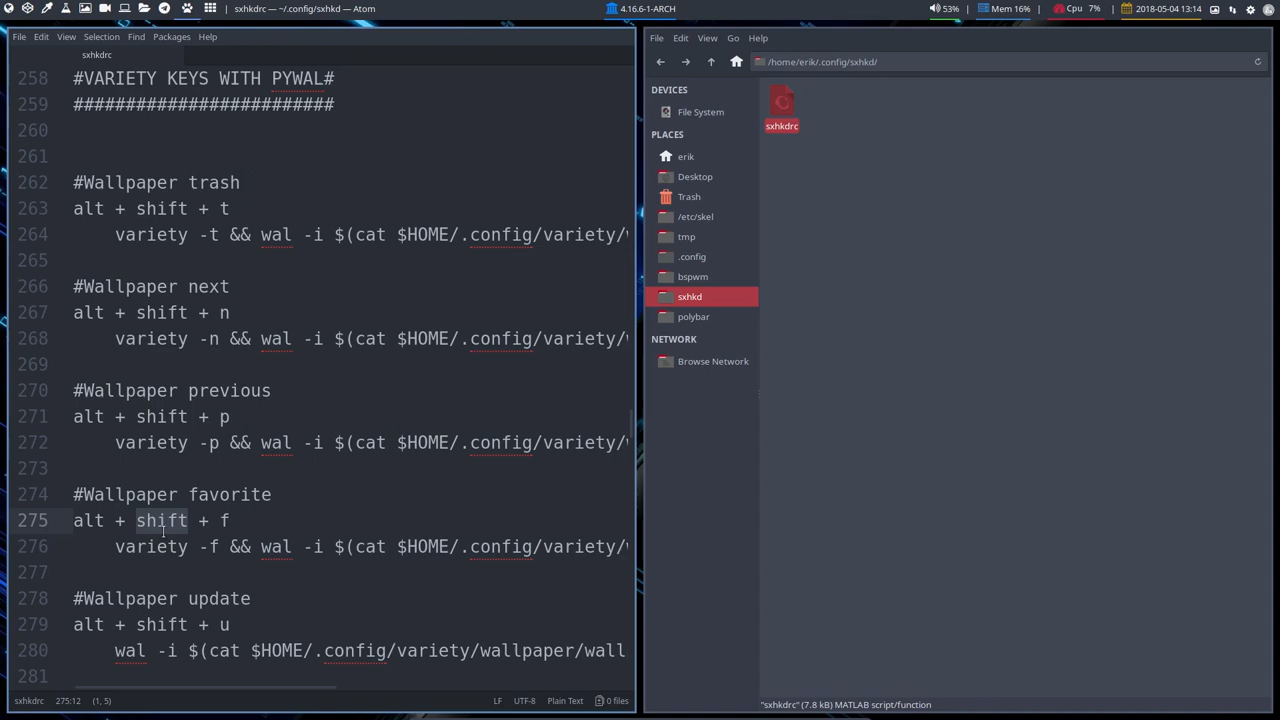 sxhkdrc — ~/.config/sxhkd — Atom
4.16.6-1-ARCH
53%
Mem 16%
Cpu 7%
2018-05-04 13:14
File Edit View Selection Find Packages Help
sxhkdrc
258 #VARIETY KEYS WITH PYWAL#
259 #########################
260
261
262 #Wallpaper trash
263 alt + shift + t
264 variety -t && wal -i $(cat $HOME/.config/variety/
265
266 #Wallpaper next
267 alt + shift + n
268 variety -n && wal -i $(cat $HOME/.config/variety/
269
270 #Wallpaper previous
271 alt + shift + p
272 variety -p && wal -i $(cat $HOME/.config/variety/
273
274 #Wallpaper favorite
275 alt + shift + f
276 variety -f && wal -i $(cat $HOME/.config/variety/
277
278 #Wallpaper update
279 alt + shift + u
280 wal -i $(cat $HOME/.config/variety/wallpaper/wall
281
sxhkdrc 275:12 (1, 5) LF UTF-8 Plain Text 0 files
File Edit View Go Help
/home/erik/.config/sxhkd/
DEVICES
File System
PLACES
erik
Desktop
Trash
/etc/skel
tmp
.config
bspwm
sxhkd
polybar
NETWORK
Browse Network
sxhkdrc
"sxhkdrc" (7.8 kB) MATLAB script/function